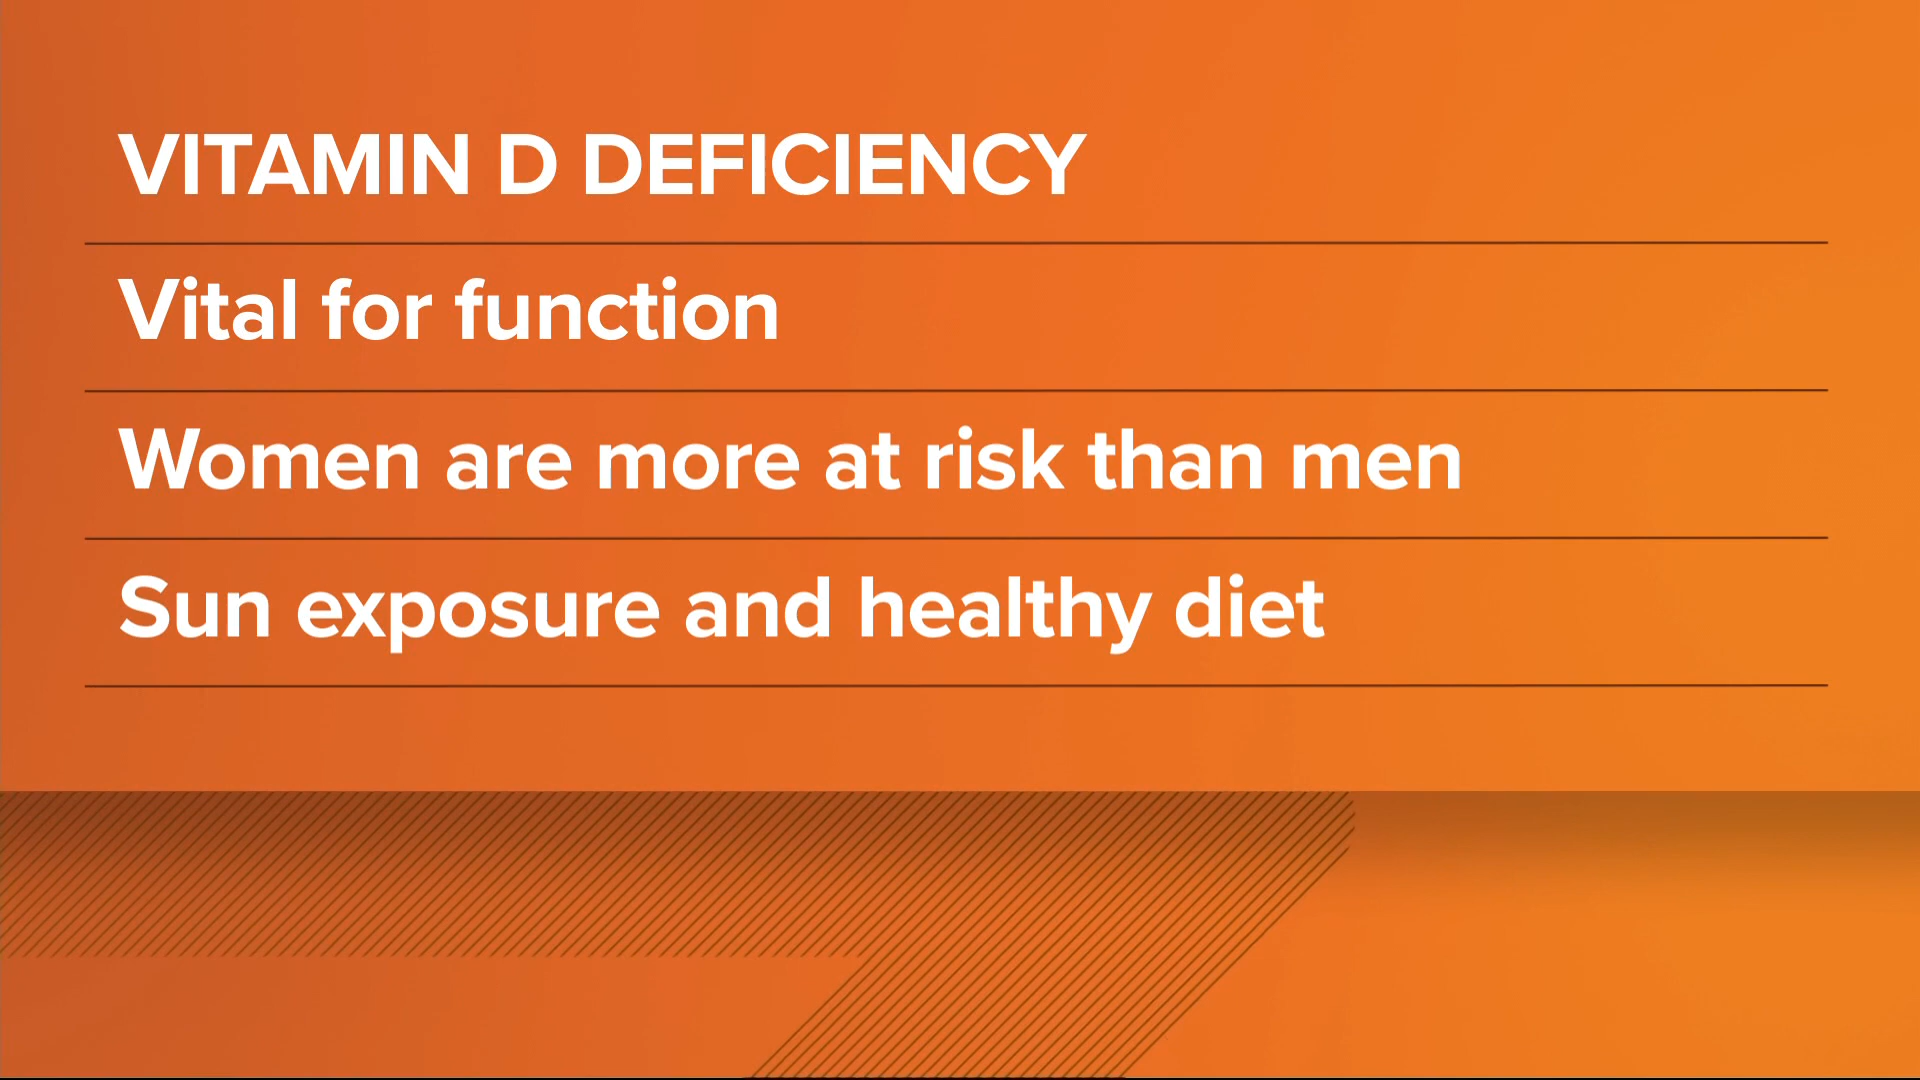 VITAMIN D DEFICIENCY
Vital for function
Women are more at risk than men
Sun exposure and healthy diet